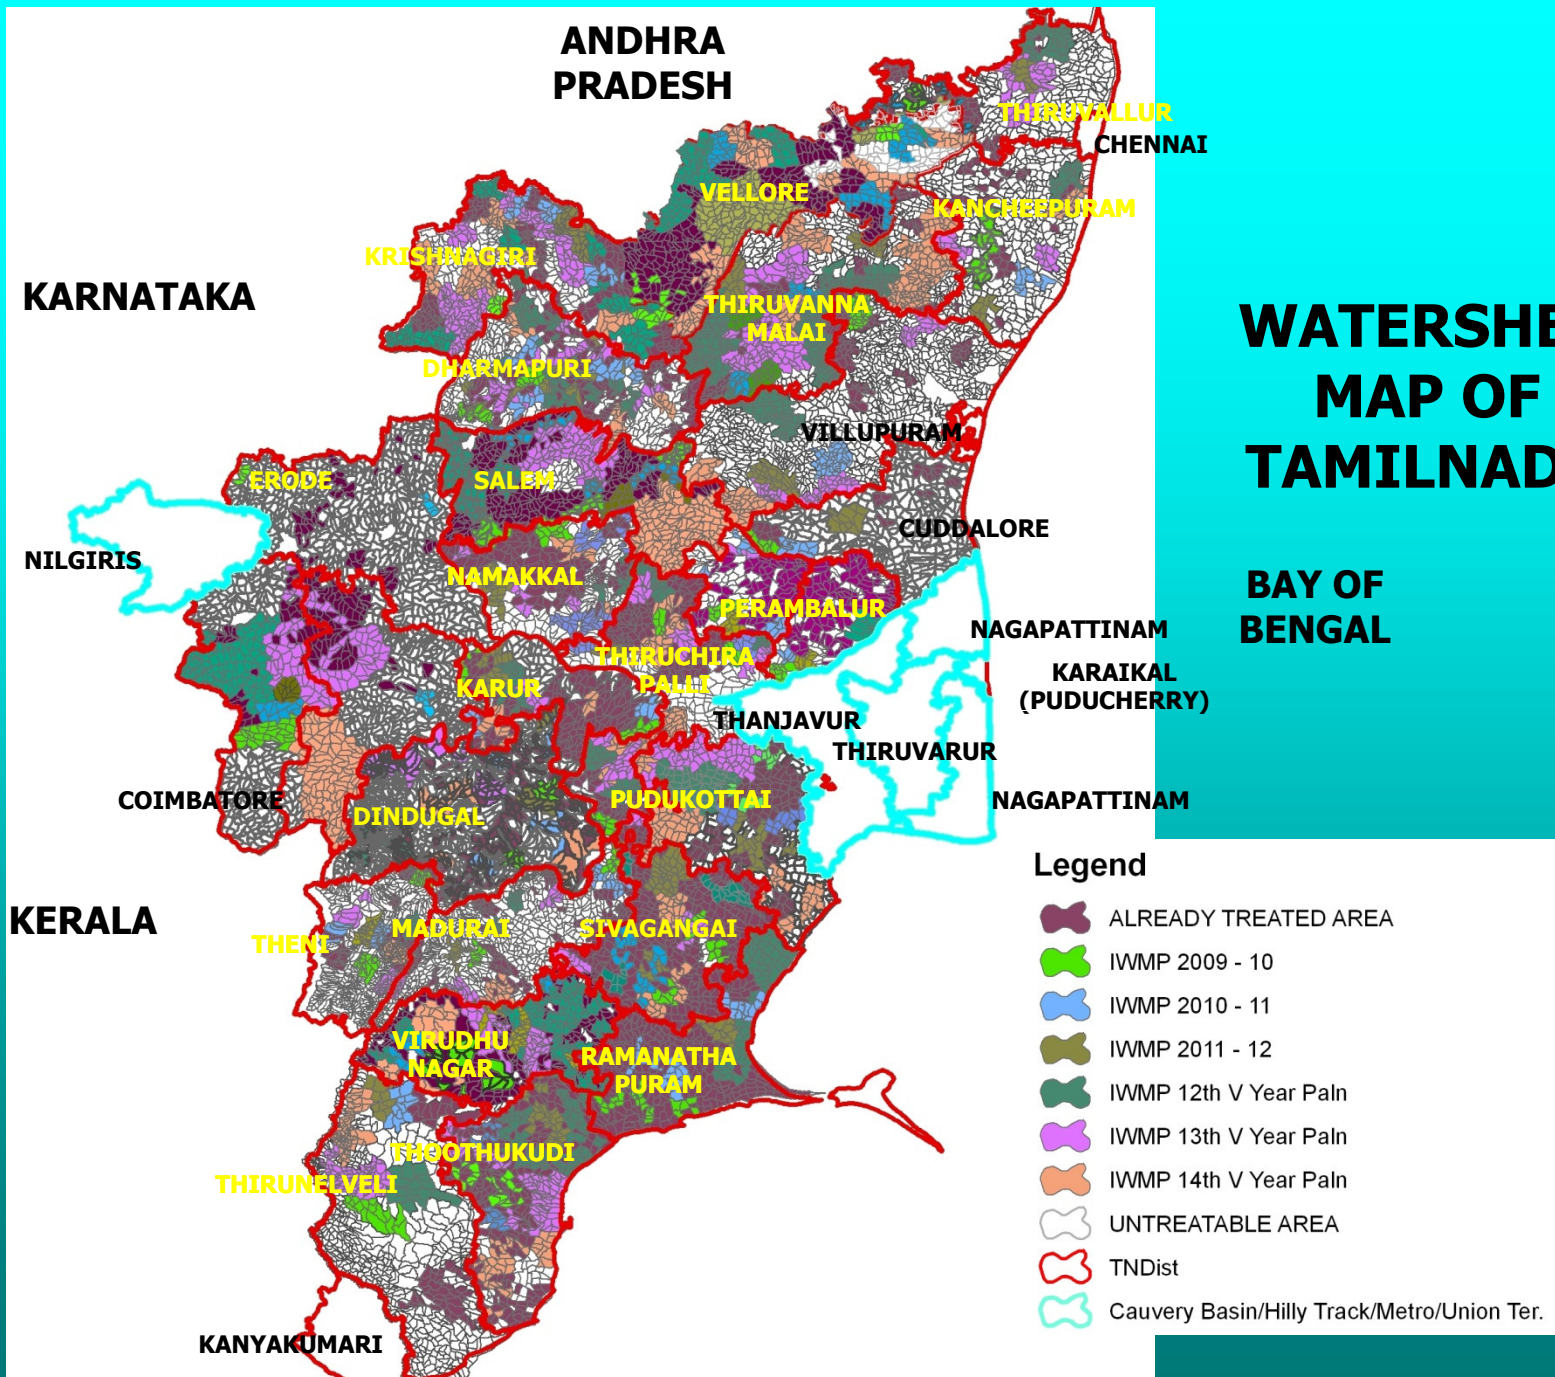 ANDHRA
PRADESH
THIRUVALLUR
CHENNAI
VELLORE
KANCHEEPURAM
KRISHNAGIRI
KARNATAKA
THIRUVANNA
MALAI
WATERSHE
MAP OF
TAMILNAD
DHARMAPURI
VILLUPURAM
ERODE
SALEM
CUDDALORE
NILGIRIS
NAMAKKAL
PERAMBALUR
BAY OF
BENGAL
NAGAPATTINAM
THIRUCHIRA
PALLI
KARUR
KARAIKAL
(PUDUCHERRY)
THANJAVUR
THIRUVARUR
COIMBATORE
DINDUGAL
PUDUKOTTAI
NAGAPATTINAM
KERALA
THENI
MADURAI
SIVAGANGAI
VIRUDHU
NAGAR
RAMANATHA
PURAM
THOOTHUKUDI
THIRUNELVELI
KANYAKUMARI
Legend
ALREADY TREATED AREA
IWMP 2009 - 10
IWMP 2010 - 11
IWMP 2011 - 12
IWMP 12th V Year Paln
IWMP 13th V Year Paln
IWMP 14th V Year Paln
UNTREATABLE AREA
TNDist
Cauvery Basin/Hilly Track/Metro/Union Ter.